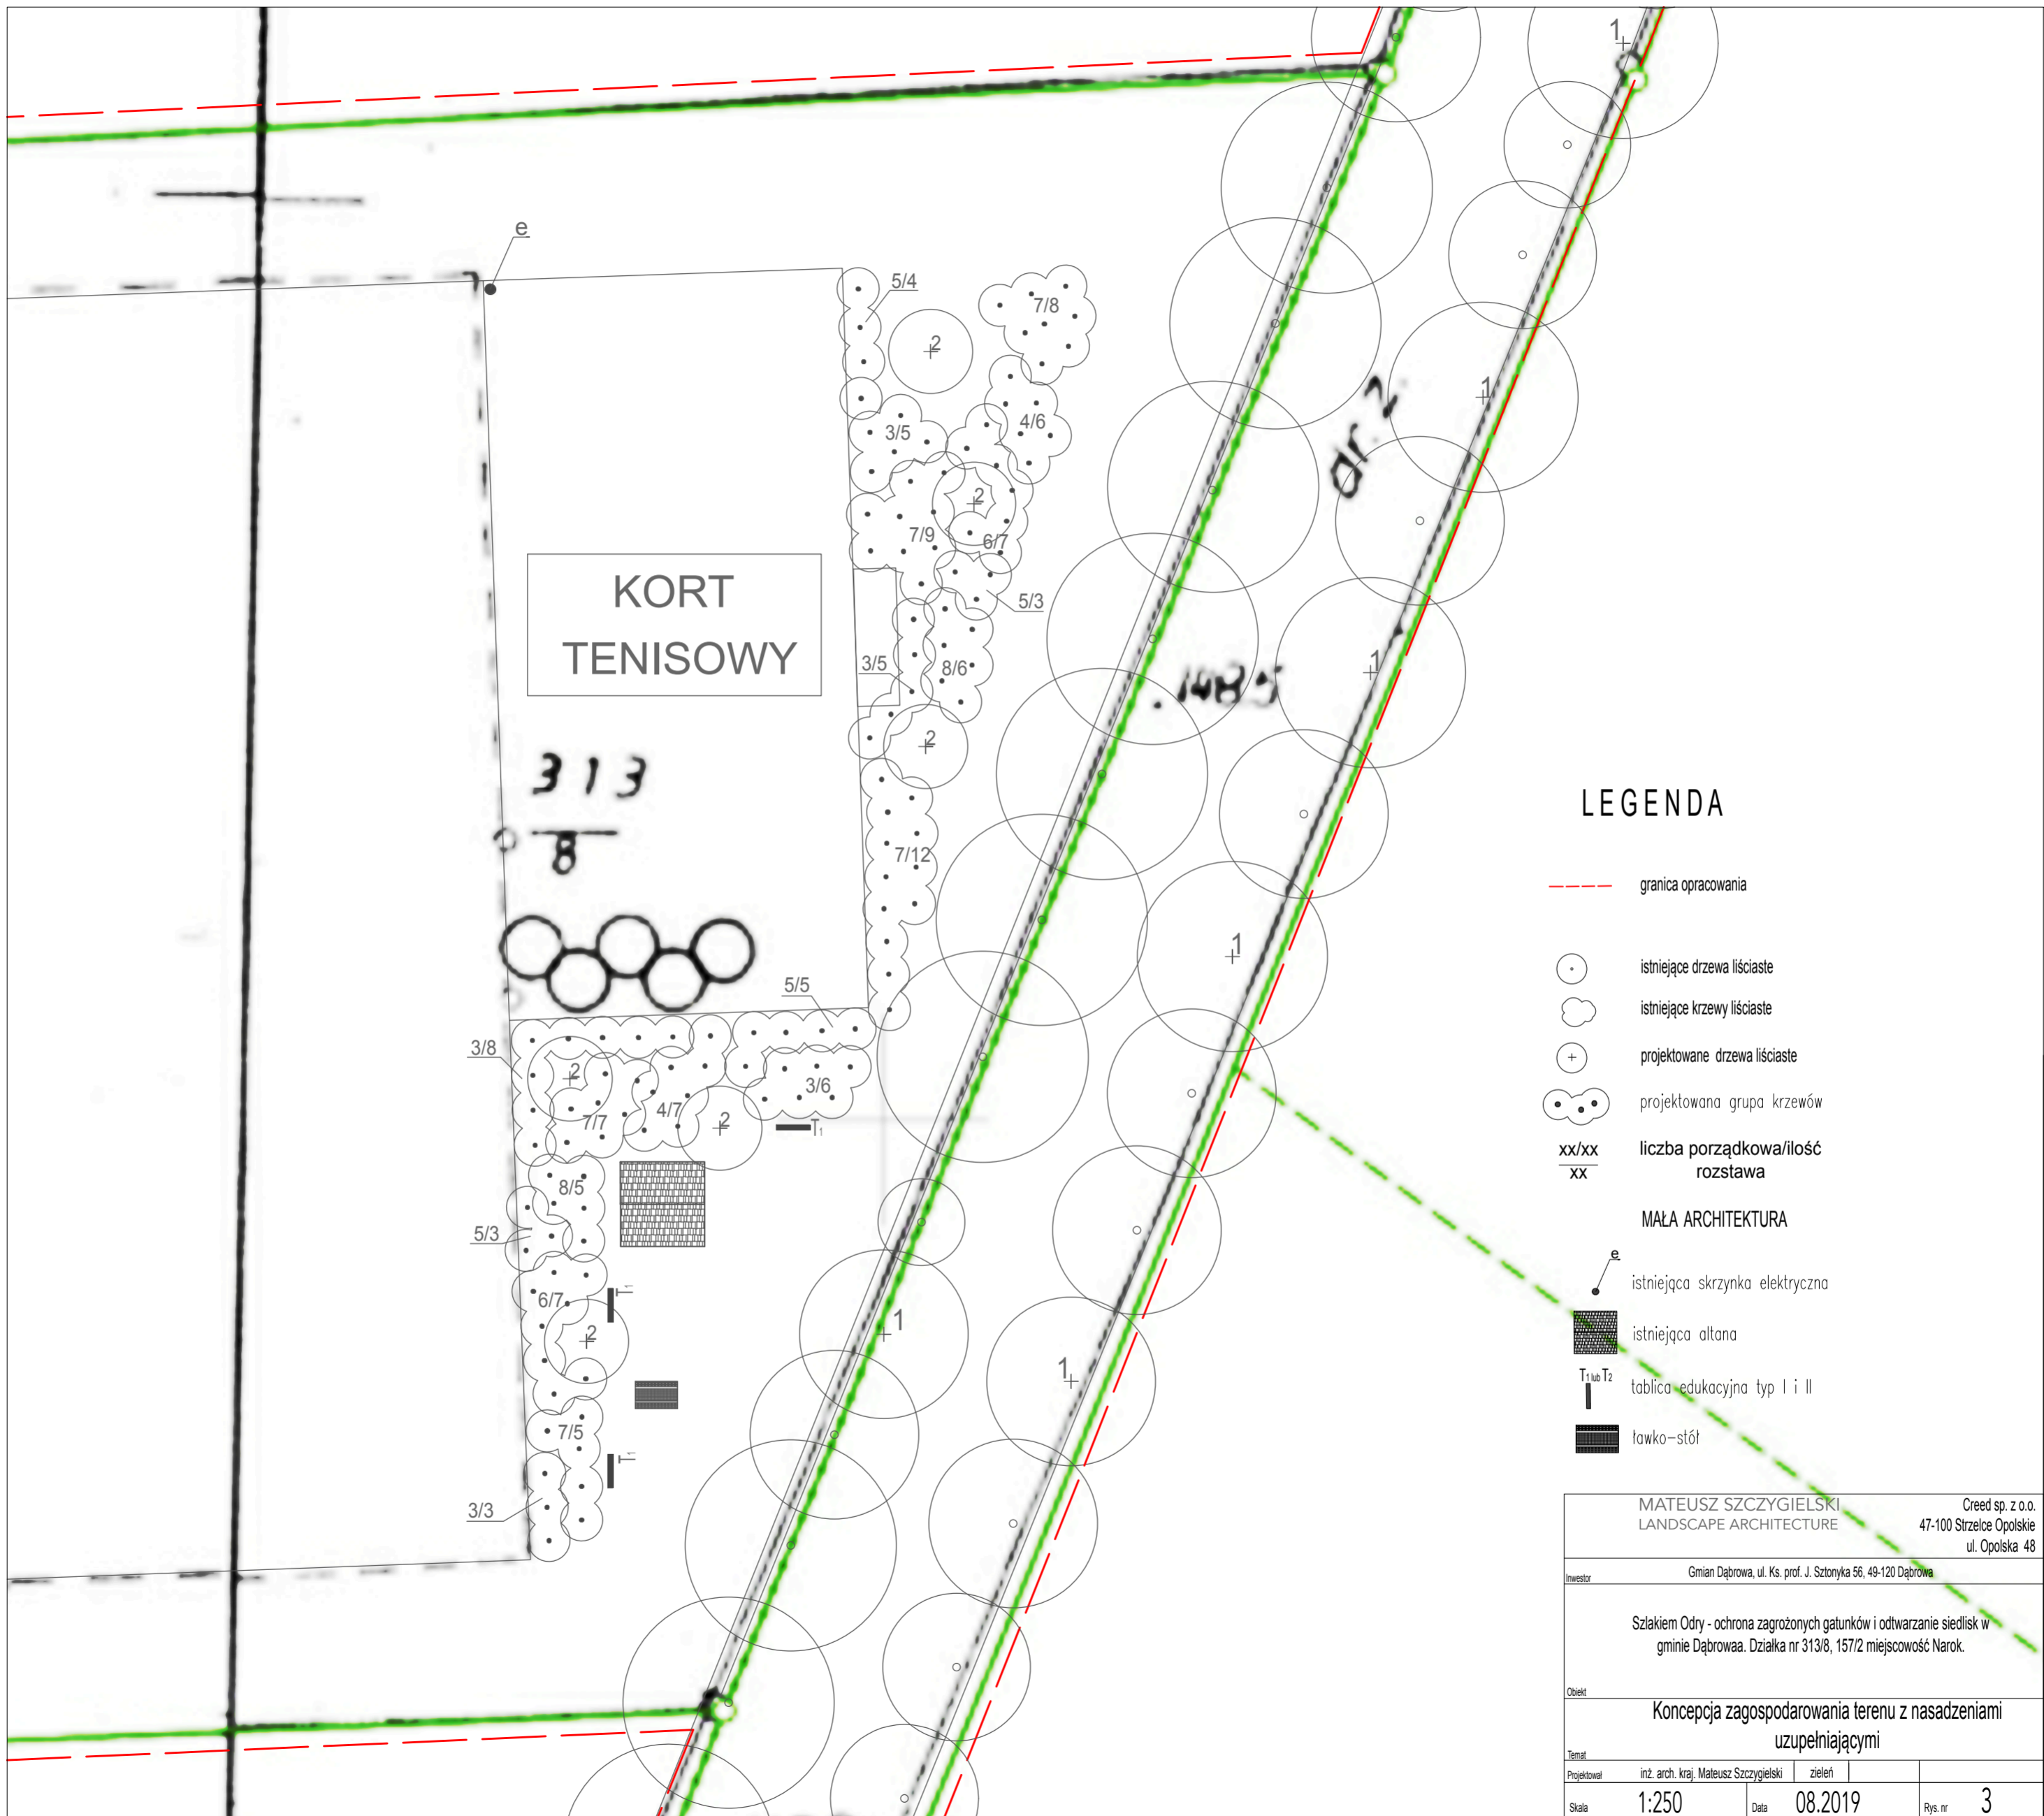 1
e
5/4
7/8
2
1
dr. 2
3/5
4/6
2
7/9
6/7
KORT
TENISOWY
5/3
3/5
8/6
1
.1485
2
313
8
7/12
1
5/5
3/8
2
3/6
4/7
7/7
2
T1
8/5
5/3
6/7
T1
2
1
1
7/5
T1
3/3
LEGENDA
granica opracowania
istniejące drzewa liściaste
istniejące krzewy liściaste
projektowane drzewa liściaste
projektowana grupa krzewów
xx/xx liczba porządkowa/ilość
xx rozstawa
MAŁA ARCHITEKTURA
e
istniejąca skrzynka elektryczna
istniejąca altana
T1 lub T2
tablica edukacyjna typ I i II
ławko-stół
MATEUSZ SZCZYGIELSKI
LANDSCAPE ARCHITECTURE
Creed sp. z o.o.
47-100 Strzelce Opolskie
ul. Opolska 48
Inwestor Gmian Dąbrowa, ul. Ks. prof. J. Sztonyka 56, 49-120 Dąbrowa
Szlakiem Odry - ochrona zagrożonych gatunków i odtwarzanie siedlisk w
gminie Dąbrowaa. Działka nr 313/8, 157/2 miejscowość Narok.
Obiekt
Koncepcja zagospodarowania terenu z nasadzeniami
uzupełniającymi
Temat
Projektował inż. arch. kraj. Mateusz Szczygielski zieleń
Skala 1:250 Data 08.2019 Rys. nr 3